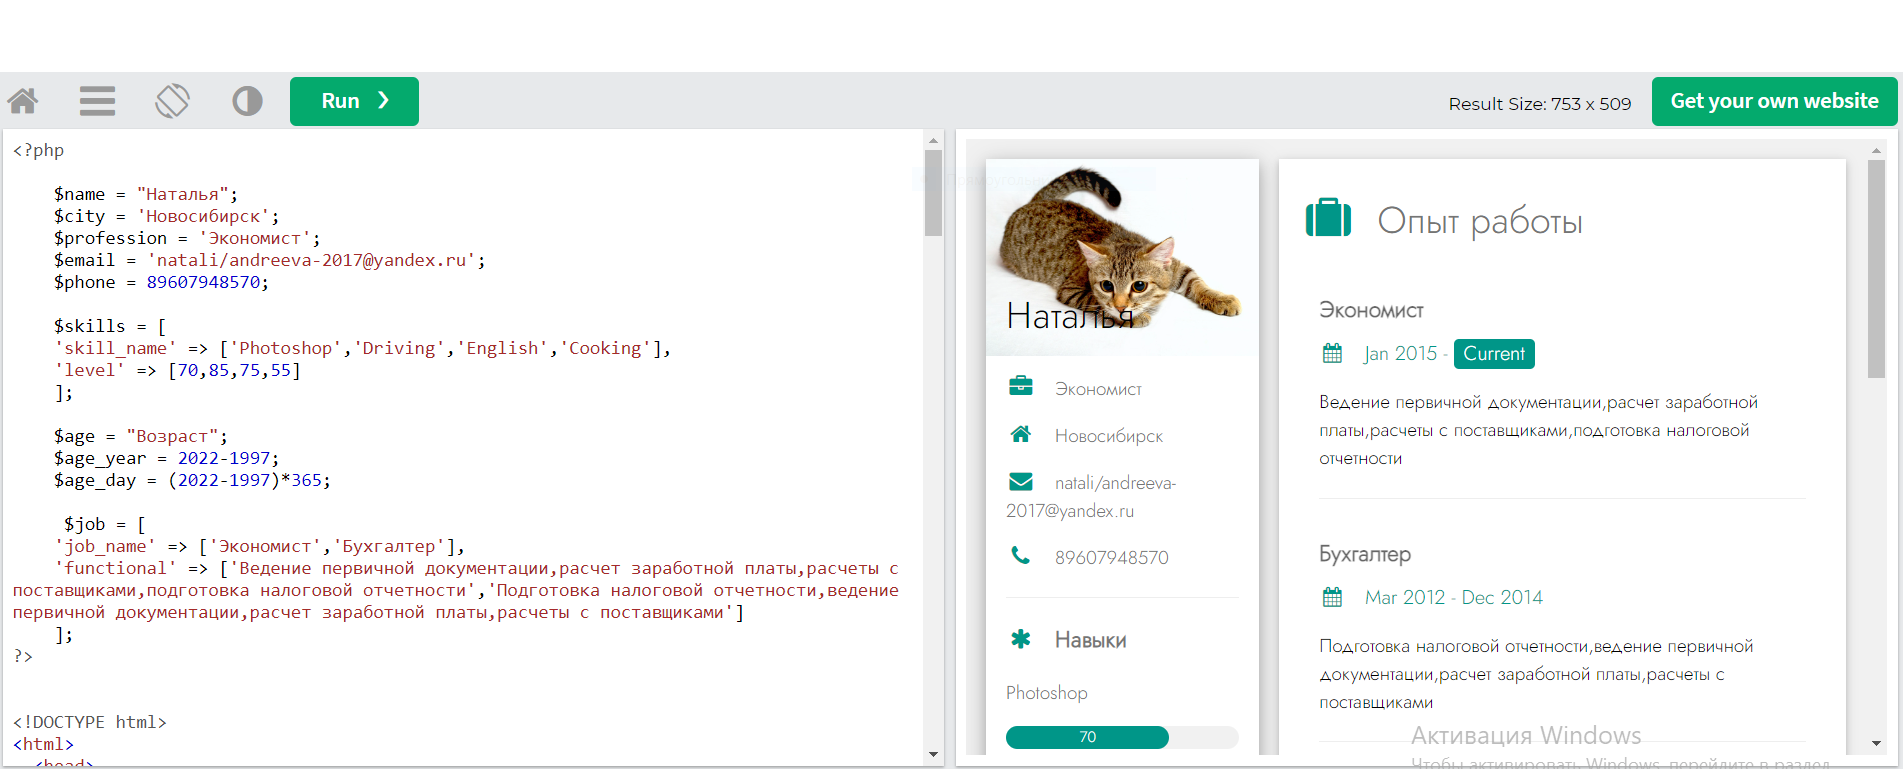 Run ❯
Result Size: 753 x 509
Get your own website
<?php
$name = "Наталья";
$city = 'Новосибирск';
$profession = 'Экономист';
$email = 'natali/andreeva-2017@yandex.ru';
$phone = 89607948570;
$skills = [
'skill_name' => ['Photoshop','Driving','English','Cooking'],
'level' => [70,85,75,55]
];
$age = "Возраст";
$age_year = 2022-1997;
$age_day = (2022-1997)*365;
$job = [
'job_name' => ['Экономист','Бухгалтер'],
'functional' => ['Ведение первичной документации,расчет заработной платы,расчеты с
поставщиками,подготовка налоговой отчетности','Подготовка налоговой отчетности,ведение
первичной документации,расчет заработной платы,расчеты с поставщиками']
];
?>
<!DOCTYPE html>
<html>
<head>
Наталья
Экономист
Новосибирск
natali/andreeva-
2017@yandex.ru
89607948570
Навыки
Photoshop
70
Опыт работы
Экономист
Jan 2015 - Current
Ведение первичной документации,расчет заработной
платы,расчеты с поставщиками,подготовка налоговой
отчетности
Бухгалтер
Mar 2012 - Dec 2014
Подготовка налоговой отчетности,ведение первичной
документации,расчет заработной платы,расчеты с
поставщиками
Активация Windows
Чтобы активировать Windows, перейдите в раздел